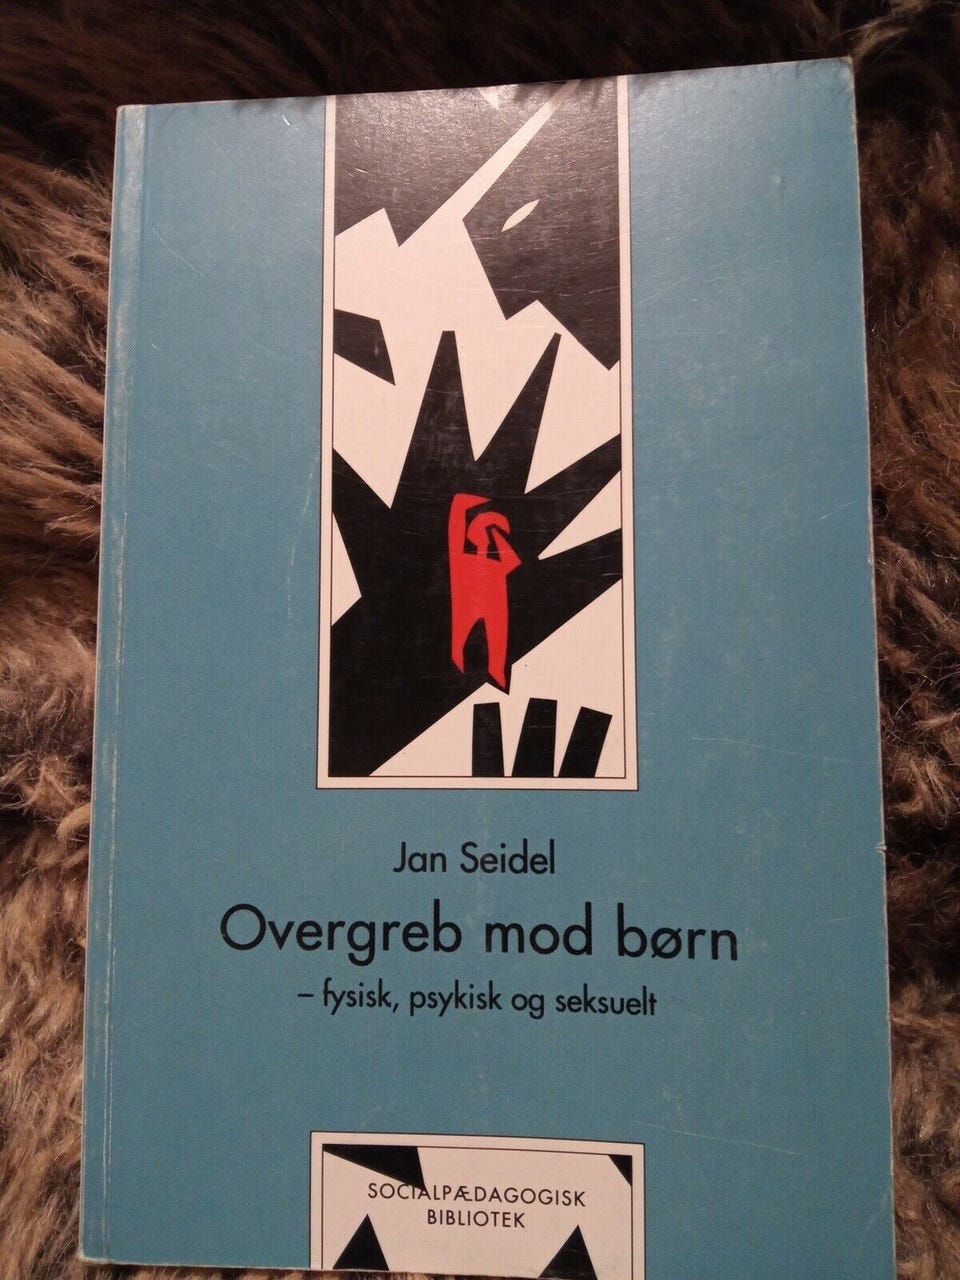 Jan Seidel
Overgreb mod børn
– fysisk, psykisk og seksuelt
SOCIALPÆDAGOGISK
BIBLIOTEK